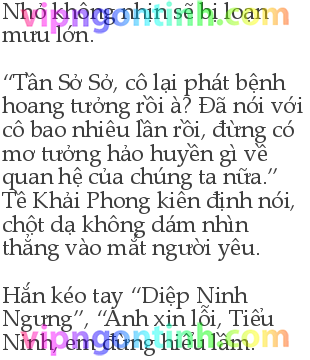 Nhỏ không nhịn sẽ bị loạn
mưu lớn.
“Tần Sở Sở, cô lại phát bệnh
hoang tưởng rồi à? Đã nói với
cô bao nhiêu lần rồi, đừng có
mơ tưởng hảo huyền gì về
quan hệ của chúng ta nữa.”
Tề Khải Phong kiên định nói,
chột dạ không dám nhìn
thẳng vào mắt người yêu.
Hắn kéo tay “Diệp Ninh
Ngưng”, “Anh xin lỗi, Tiểu
Ninh, em đừng hiểu lầm.
vipngontinh.com
vipngontinh.com